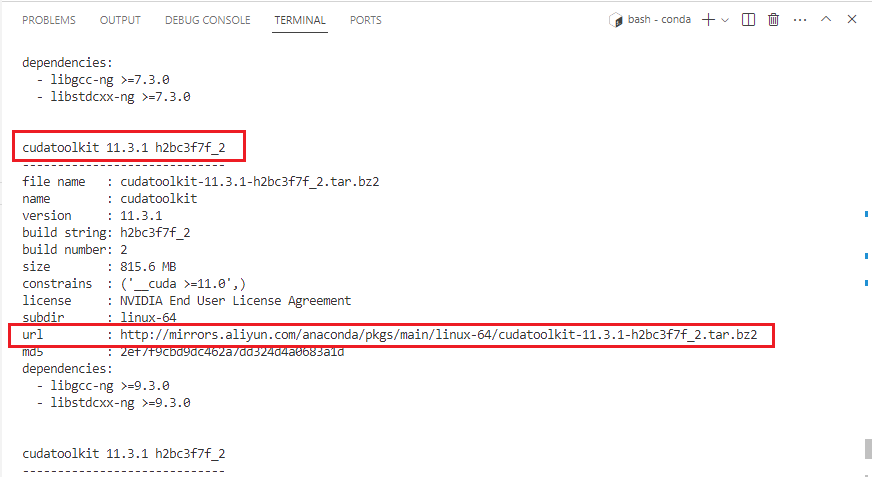 PROBLEMS OUTPUT DEBUG CONSOLE TERMINAL PORTS bash - conda
dependencies:
- libgcc-ng >=7.3.0
- libstdcxx-ng >=7.3.0
cudatoolkit 11.3.1 h2bc3f7f_2
-----------------------------
file name : cudatoolkit-11.3.1-h2bc3f7f_2.tar.bz2
name : cudatoolkit
version : 11.3.1
build string: h2bc3f7f_2
build number: 2
size : 815.6 MB
constrains : ('__cuda >=11.0',)
license : NVIDIA End User License Agreement
subdir : linux-64
url : http://mirrors.aliyun.com/anaconda/pkgs/main/linux-64/cudatoolkit-11.3.1-h2bc3f7f_2.tar.bz2
md5 : 2ef7f9cbd9dc462a7dd324d4a0683a1d
dependencies:
- libgcc-ng >=9.3.0
- libstdcxx-ng >=9.3.0
cudatoolkit 11.3.1 h2bc3f7f_2
-----------------------------